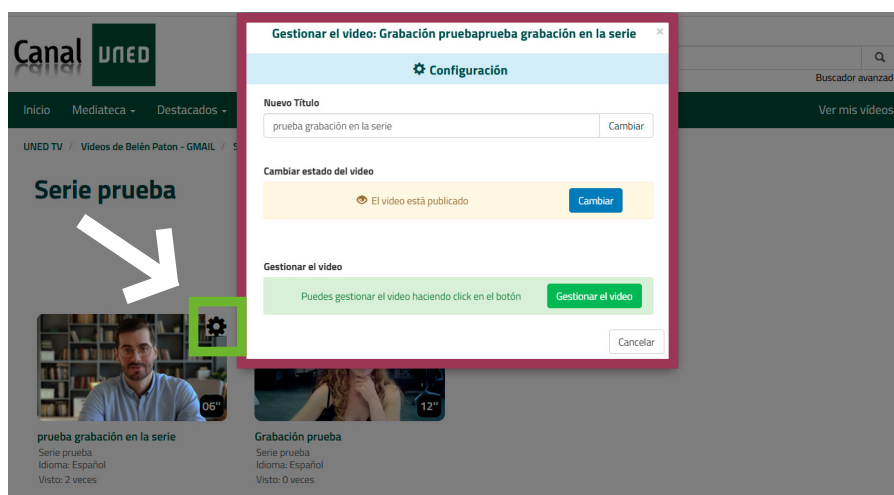 Canal UNED
Gestionar el video: Grabación pruebaprueba grabación en la serie ×
Configuración
Buscador avanzad
Inicio Mediateca Destacados
Ver mis vídeos
UNED TV / Videos de Belén Paton - GMAIL / S
Serie prueba
Nuevo Título
prueba grabación en la serie Cambiar
Cambiar estado del video
El video está publicado Cambiar
Gestionar el video
Puedes gestionar el video haciendo click en el botón Gestionar el video
Cancelar
06"
12"
prueba grabación en la serie
Serie prueba
Idioma: Español
Visto: 2 veces
Grabación prueba
Serie prueba
Idioma: Español
Visto: 0 veces